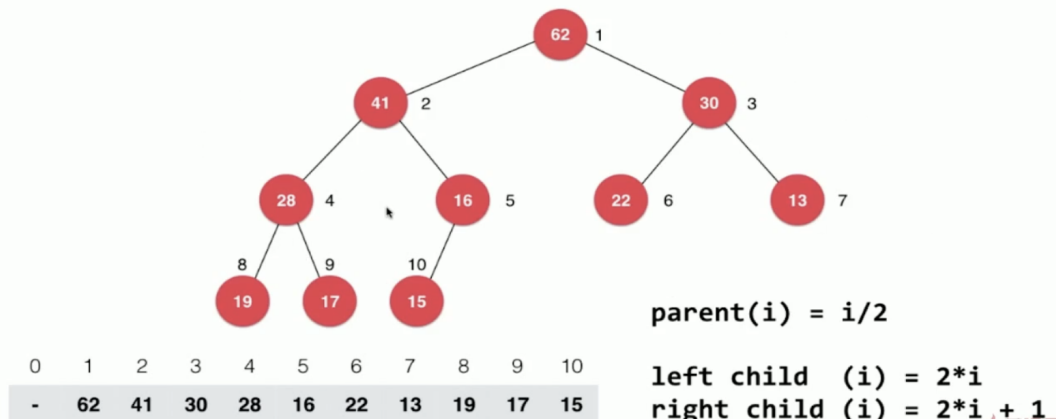 62 1
41 2 30 3
28 4 16 5 22 6 13 7
8 9 10
19 17 15
parent(i) = i/2
0 1 2 3 4 5 6 7 8 9 10
- 62 41 30 28 16 22 13 19 17 15
left child (i) = 2*i
right child (i) = 2*i + 1